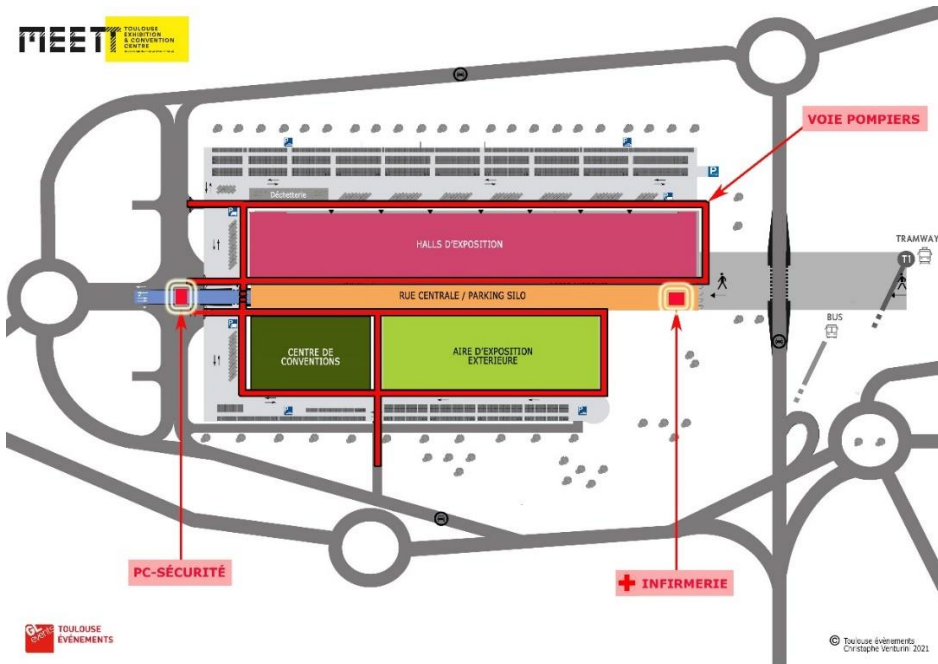 MEETT
TOULOUSE
EXHIBITION
& CONVENTION
CENTRE
VOIE POMPIERS
P
Déchetterie
HALLS D'EXPOSITION
TRAMWAY
T1
RUE CENTRALE / PARKING SILO
BUS
CENTRE DE
CONVENTIONS
AIRE D'EXPOSITION
EXTERIEURE
PC-SÉCURITÉ
INFIRMERIE
GL
events
TOULOUSE
ÉVÉNEMENTS
© Toulouse évènements
Christophe Venturini 2021